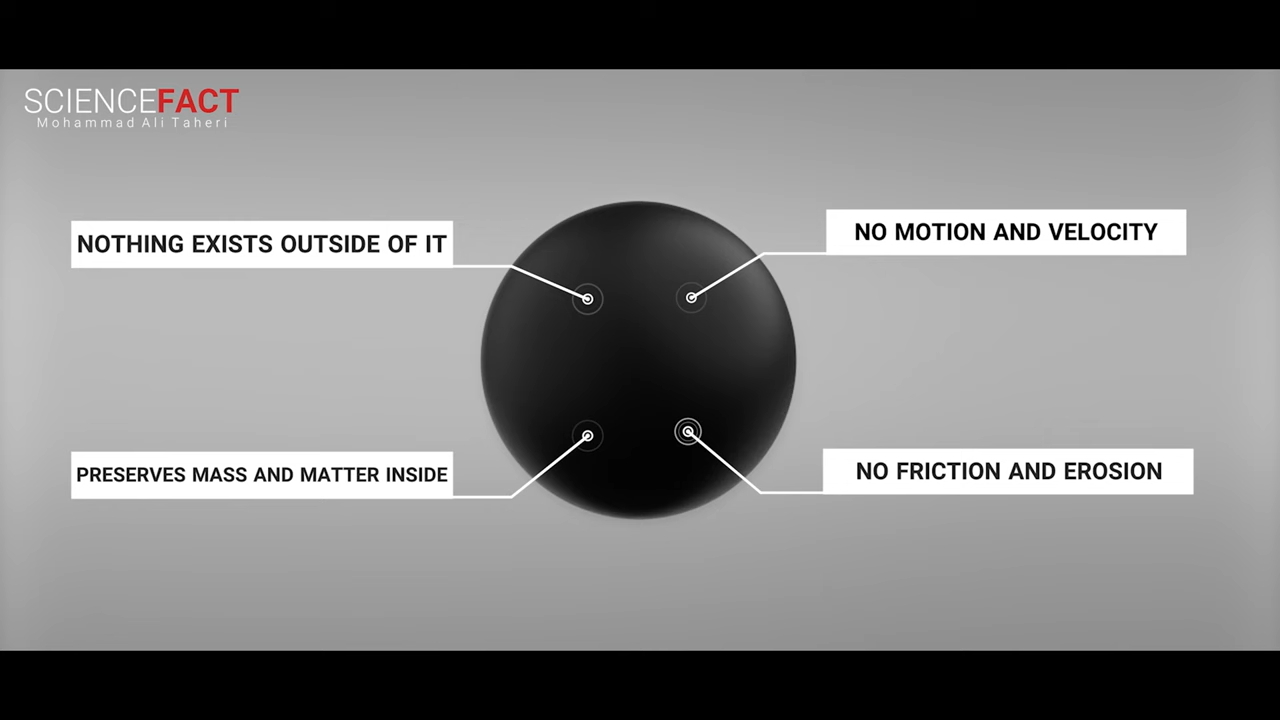 SCIENCEFACT
Mohammad Ali Taheri
NOTHING EXISTS OUTSIDE OF IT
NO MOTION AND VELOCITY
PRESERVES MASS AND MATTER INSIDE
NO FRICTION AND EROSION